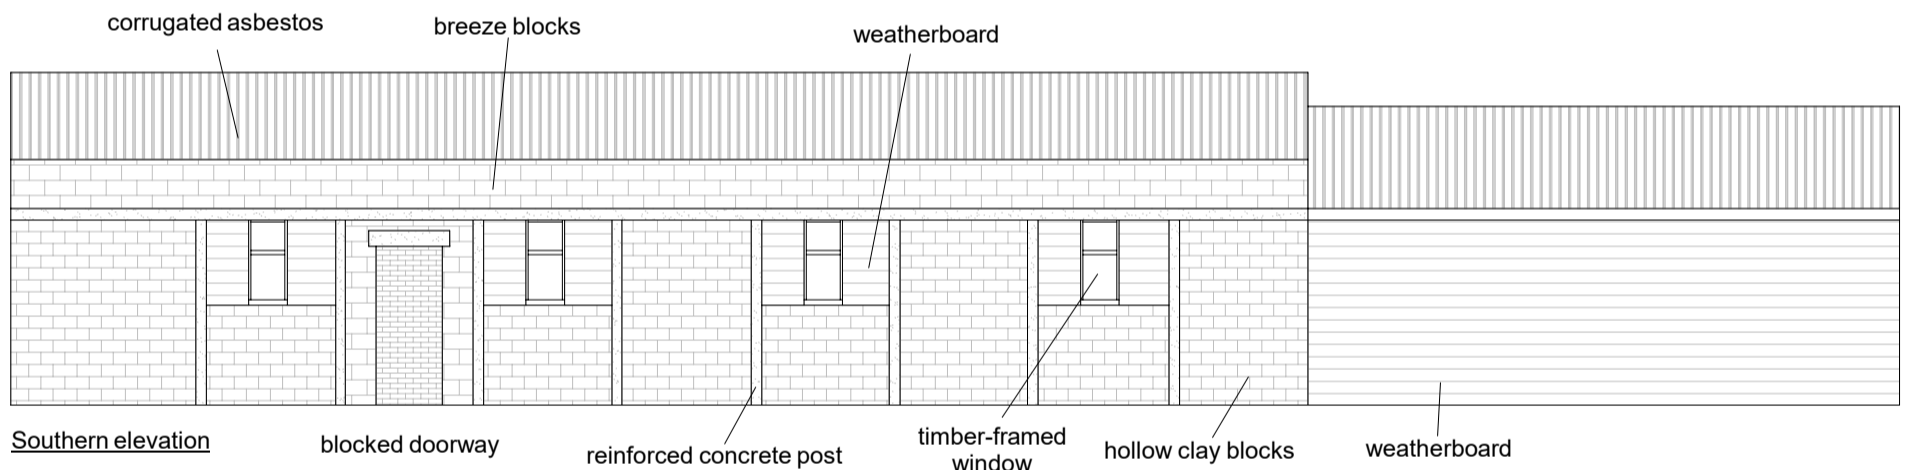 corrugated asbestos
breeze blocks
weatherboard
Southern elevation
blocked doorway
reinforced concrete post
timber-framed
window
hollow clay blocks
weatherboard